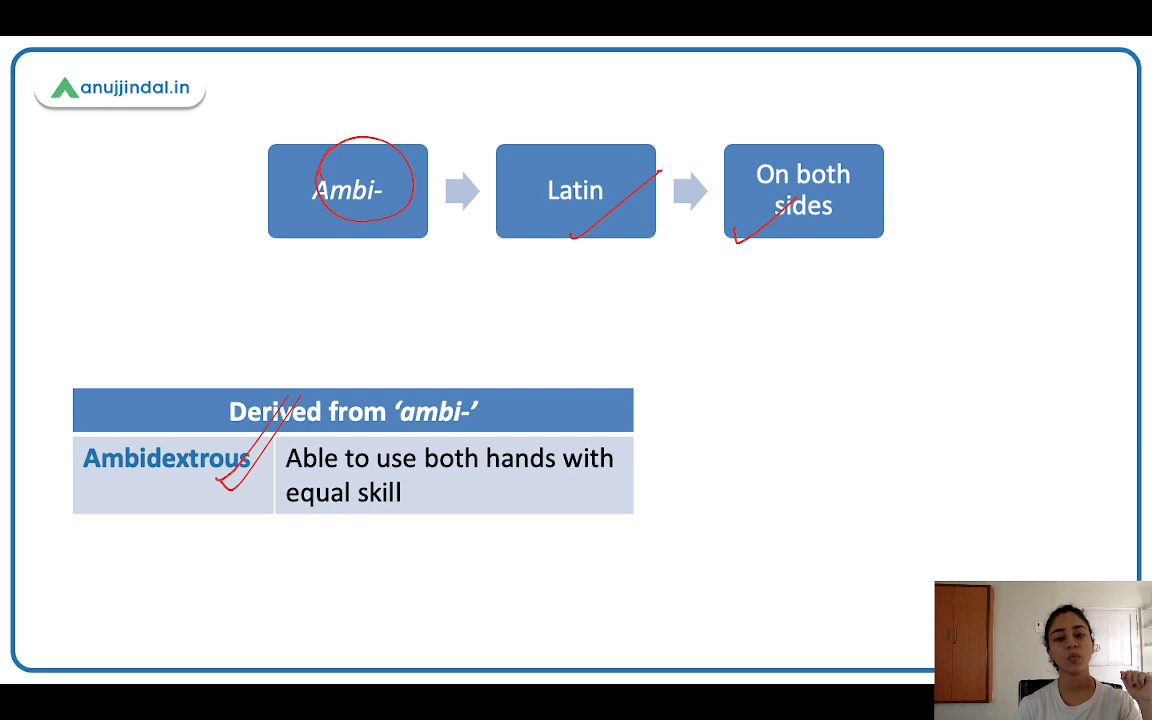 anujjindal.in
Ambi-
Latin
On both
sides
Derived from ‘ambi-’
Ambidextrous
Able to use both hands with
equal skill